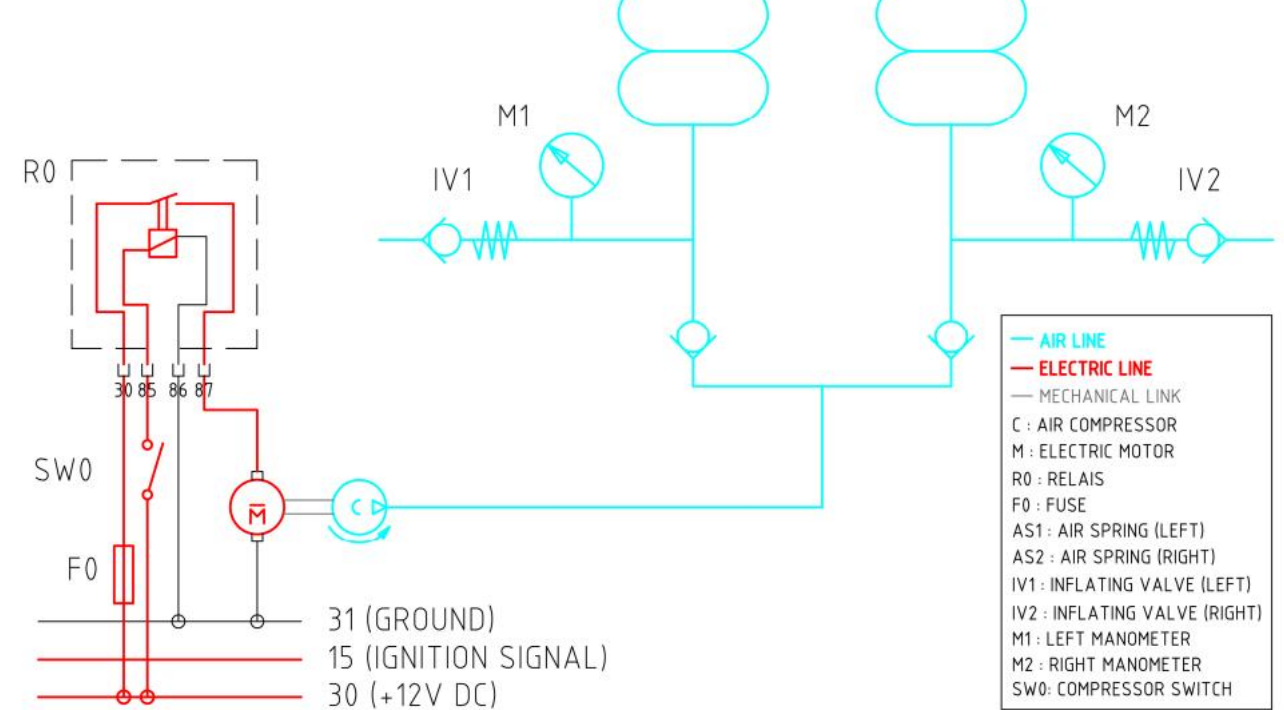 M1
M2
R0
IV1
IV2
30 85 86 87
SW0
M
C
F0
31 (GROUND)
15 (IGNITION SIGNAL)
30 (+12V DC)
AIR LINE
ELECTRIC LINE
MECHANICAL LINK
C : AIR COMPRESSOR
M : ELECTRIC MOTOR
R0 : RELAIS
F0 : FUSE
AS1 : AIR SPRING (LEFT)
AS2 : AIR SPRING (RIGHT)
IV1 : INFLATING VALVE (LEFT)
IV2 : INFLATING VALVE (RIGHT)
M1 : LEFT MANOMETER
M2 : RIGHT MANOMETER
SW0: COMPRESSOR SWITCH